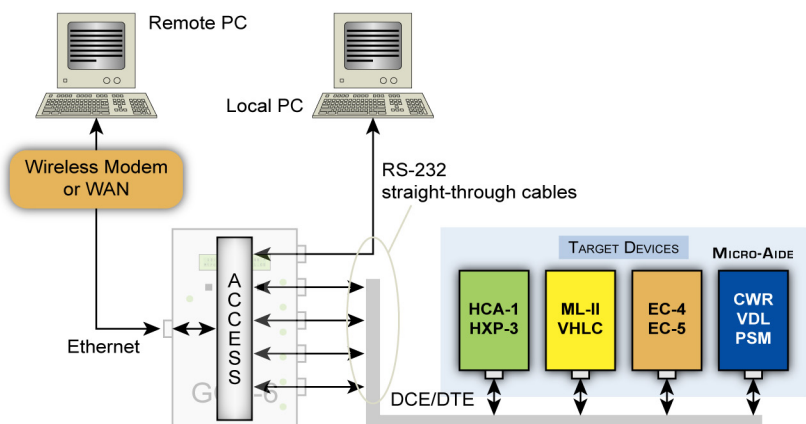 Remote PC
Local PC
Wireless Modem
or WAN
RS-232
straight-through cables
TARGET DEVICES
MICRO-AIDE
ACCESS
HCA-1
HXP-3
ML-II
VHLC
EC-4
EC-5
CWR
VDL
PSM
Ethernet
DCE/DTE